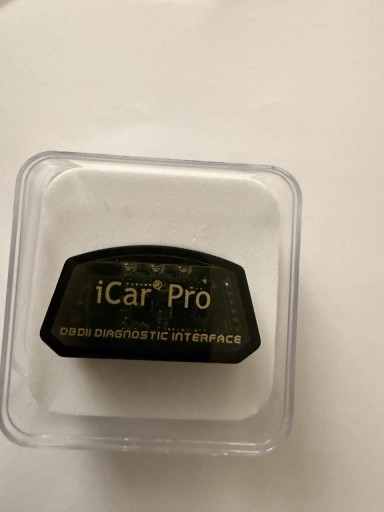 iCar® Pro
OBDII DIAGNOSTIC INTERFACE